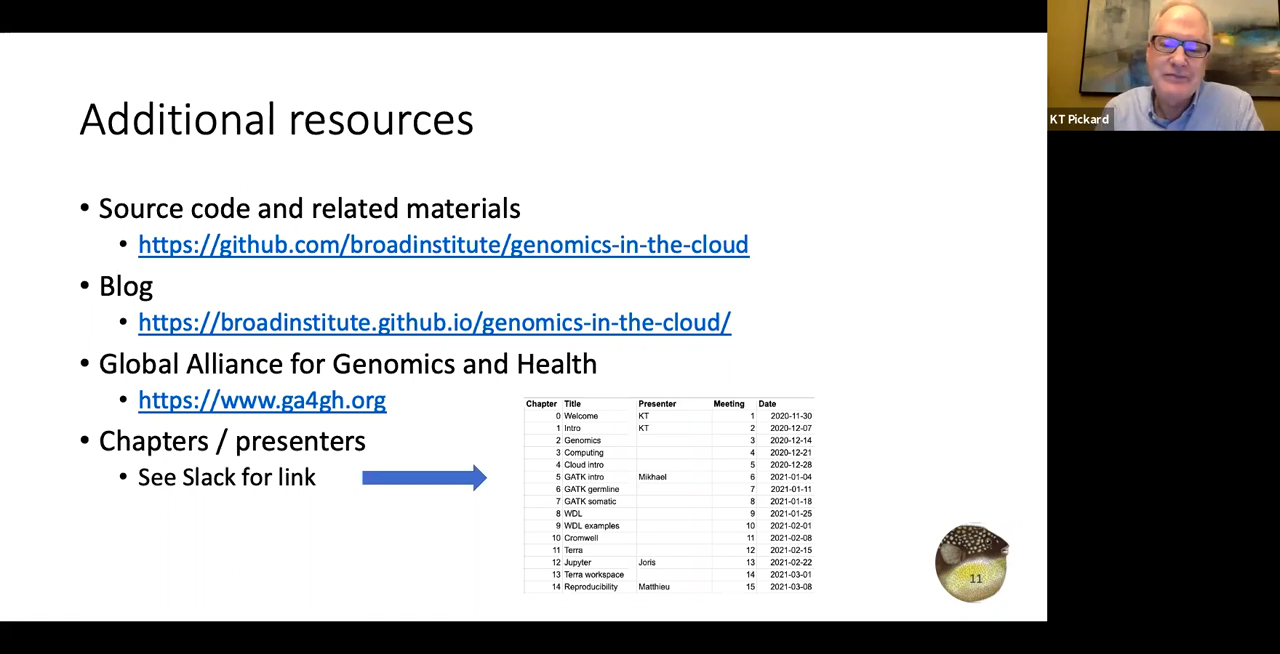 Additional resources
• Source code and related materials
• https://github.com/broadinstitute/genomics-in-the-cloud
• Blog
• https://broadinstitute.github.io/genomics-in-the-cloud/
• Global Alliance for Genomics and Health
• https://www.ga4gh.org
• Chapters / presenters
• See Slack for link
Chapter Title Presenter Meeting Date
0 Welcome KT 1 2020-11-30
1 Intro KT 2 2020-12-07
2 Genomics 3 2020-12-14
3 Computing 4 2020-12-21
4 Cloud intro 5 2020-12-28
5 GATK intro Mikhael 6 2021-01-04
6 GATK germline 7 2021-01-11
7 GATK somatic 8 2021-01-18
8 WDL 9 2021-01-25
9 WDL examples 10 2021-02-01
10 Cromwell 11 2021-02-08
11 Terra 12 2021-02-15
12 Jupyter Joris 13 2021-02-22
13 Terra workspace 14 2021-03-01
14 Reproducibility Matthieu 15 2021-03-08
11
KT Pickard